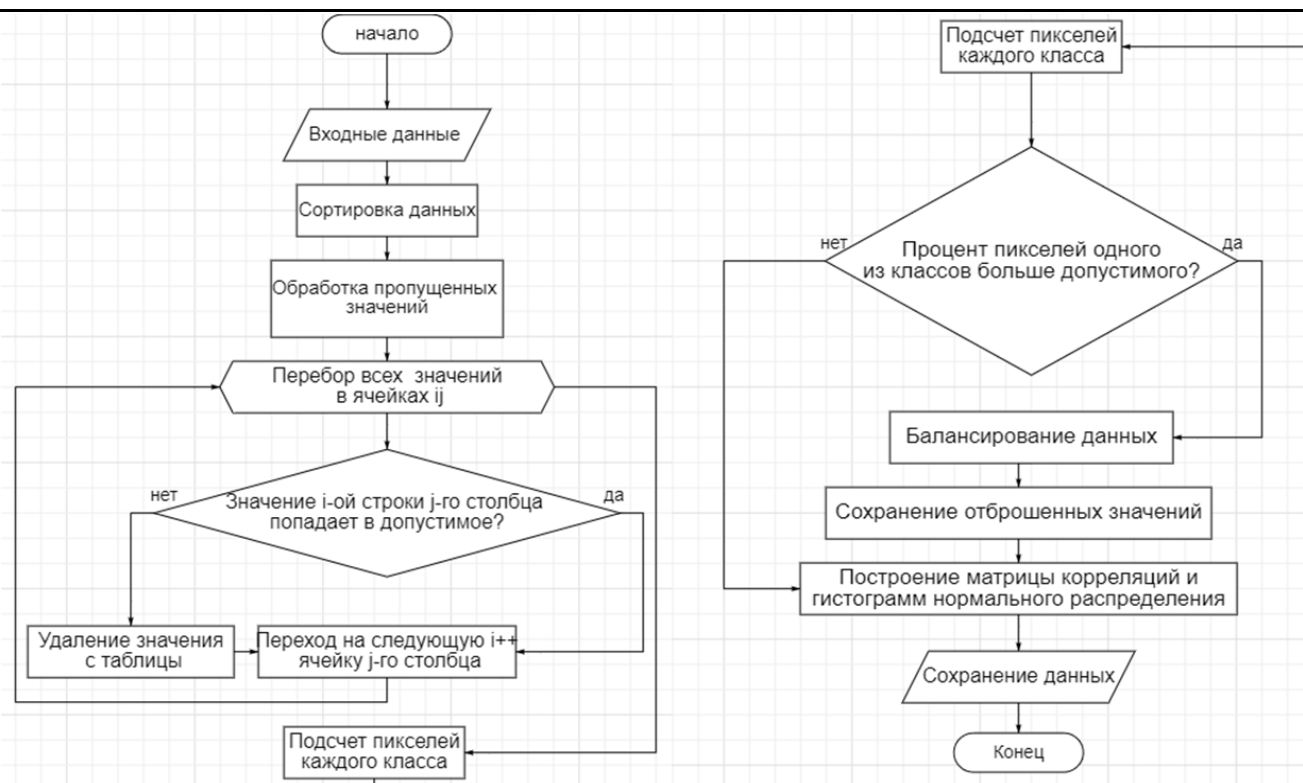 начало
Входные данные
Сортировка данных
Обработка пропущенных
значений
Перебор всех значений
в ячейках ij
нет
Значение i-ой строки j-го столбца
попадает в допустимое?
да
Удаление значения
с таблицы
Переход на следующую i++
ячейку j-го столбца
Подсчет пикселей
каждого класса
Подсчет пикселей
каждого класса
нет
Процент пикселей одного
из классов больше допустимого?
да
Балансирование данных
Сохранение отброшенных значений
Построение матрицы корреляций и
гистограмм нормального распределения
Сохранение данных
Конец